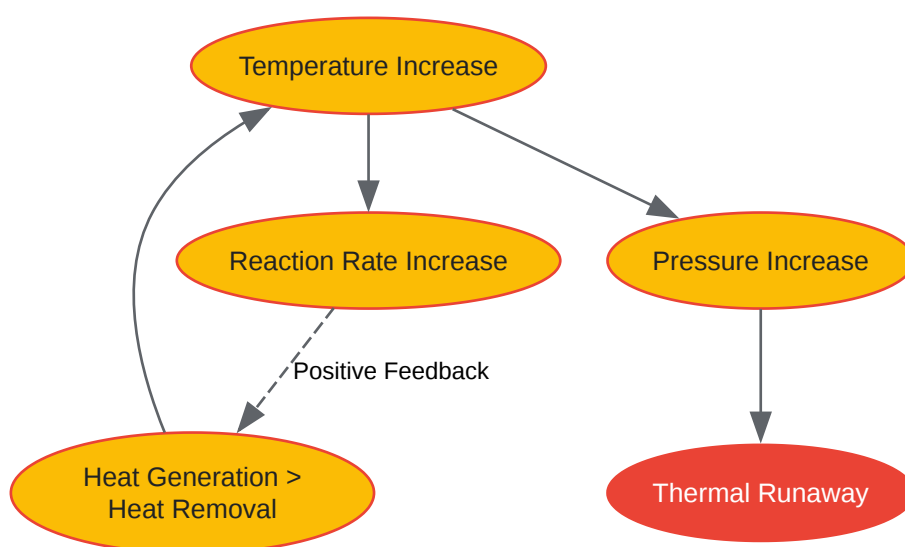 Temperature Increase
Reaction Rate Increase
Pressure Increase
Positive Feedback
Heat Generation >
Heat Removal
Thermal Runaway